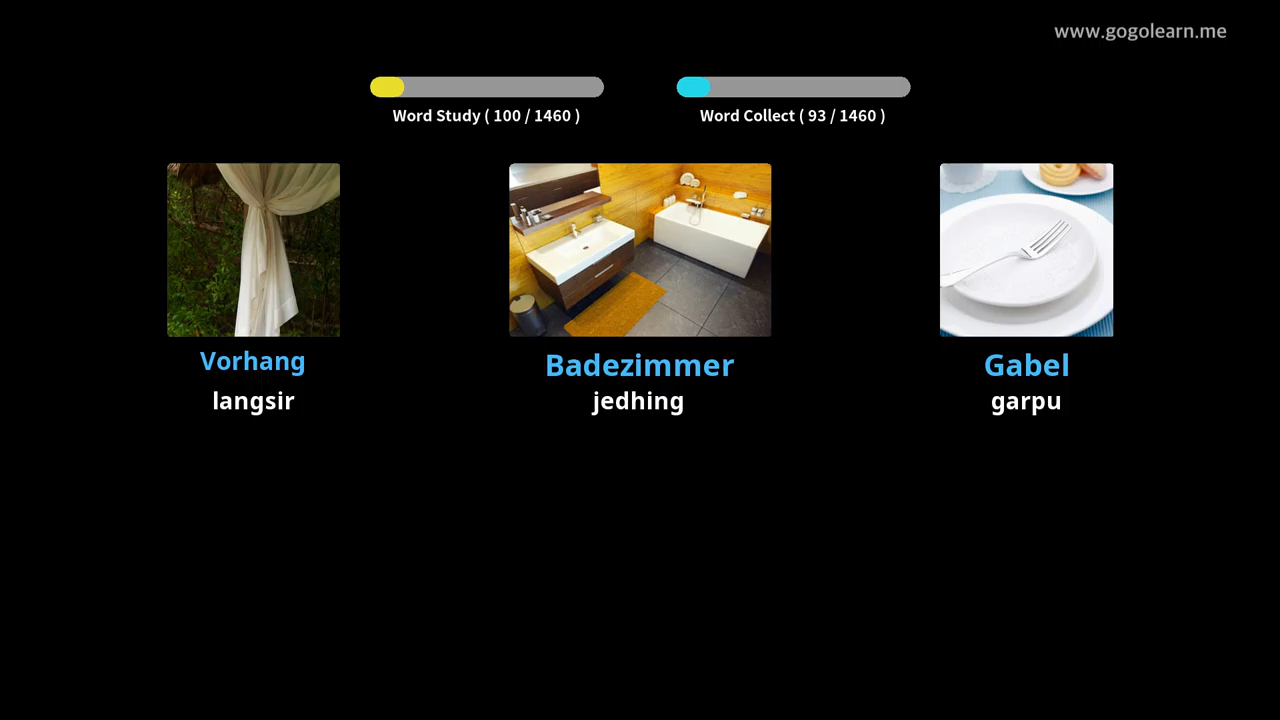 www.gogolearn.me
Word Study ( 100 / 1460 )
Word Collect ( 93 / 1460 )
Vorhang
langsir
Badezimmer
jedhing
Gabel
garpu